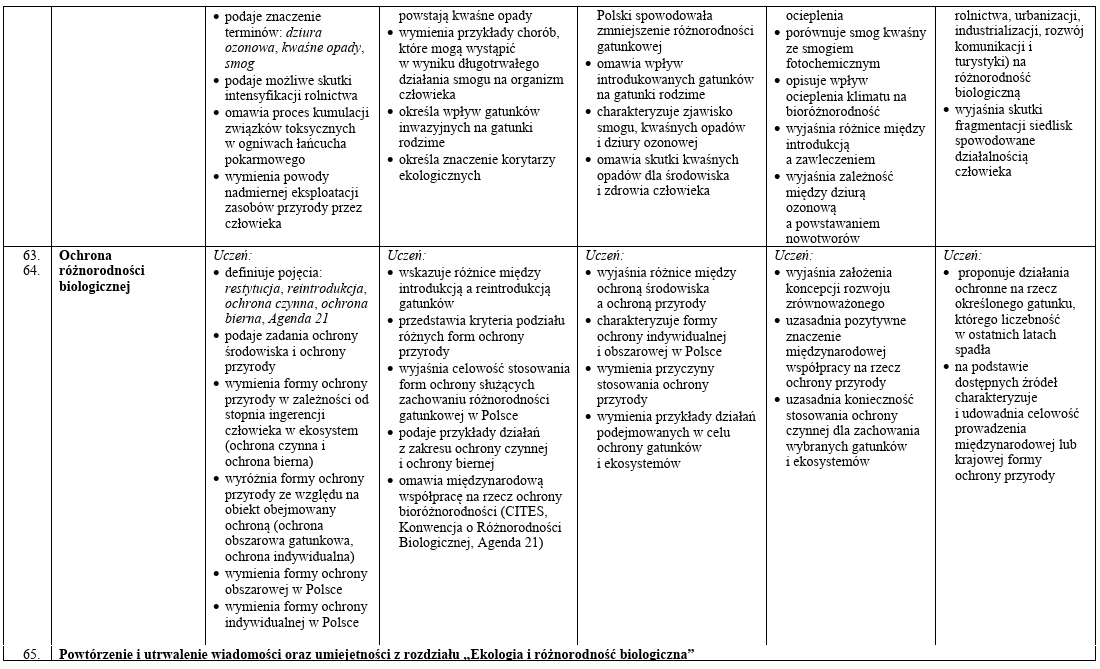 • podaje znaczenie
terminów: dziura
ozonowa, kwaśne opady,
smog
• podaje możliwe skutki
intensyfikacji rolnictwa
• omawia proces kumulacji
związków toksycznych
w ogniwach łańcucha
pokarmowego
• wymienia powody
nadmiernej eksploatacji
zasobów przyrody przez
człowieka
powstają kwaśne opady
• wymienia przykłady chorób,
które mogą wystąpić
w wyniku długotrwałego
działania smogu na organizm
człowieka
• określa wpływ gatunków
inwazyjnych na gatunki
rodzime
• określa znaczenie korytarzy
ekologicznych
Polski spowodowała
zmniejszenie różnorodności
gatunkowej
• omawia wpływ
introdukowanych gatunków
na gatunki rodzime
• charakteryzuje zjawisko
smogu, kwaśnych opadów
i dziury ozonowej
• omawia skutki kwaśnych
opadów dla środowiska
i zdrowia człowieka
ocieplenia
• porównuje smog kwaśny
ze smogiem
fotochemicznym
• opisuje wpływ
ocieplenia klimatu na
bioróżnorodność
• wyjaśnia różnice między
introdukcją
a zawleczeniem
• wyjaśnia zależność
między dziurą
ozonową
a powstawaniem
nowotworów
rolnictwa, urbanizacji,
industrializacji, rozwój
komunikacji i
turystyki) na
różnorodność
biologiczną
• wyjaśnia skutki
fragmentacji siedlisk
spowodowane
działalnością
człowieka
63.
64.
Ochrona
różnorodności
biologicznej
Uczeń:
• definiuje pojęcia:
restytucja, reintrodukcja,
ochrona czynna, ochrona
bierna, Agenda 21
• podaje zadania ochrony
środowiska i ochrony
przyrody
• wymienia formy ochrony
przyrody w zależności od
stopnia ingerencji
człowieka w ekosystem
(ochrona czynna i
ochrona bierna)
• wyróżnia formy ochrony
przyrody ze względu na
obiekt obejmowany
ochroną (ochrona
obszarowa gatunkowa,
ochrona indywidualna)
• wymienia formy ochrony
obszarowej w Polsce
• wymienia formy ochrony
indywidualnej w Polsce
Uczeń:
• wskazuje różnice między
introdukcją a reintrodukcją
gatunków
• przedstawia kryteria podziału
różnych form ochrony
przyrody
• wyjaśnia celowość stosowania
form ochrony służących
zachowaniu różnorodności
gatunkowej w Polsce
• podaje przykłady działań
z zakresu ochrony czynnej
i ochrony biernej
• omawia międzynarodową
współpracę na rzecz ochrony
bioróżnorodności (CITES,
Konwencja o Różnorodności
Biologicznej, Agenda 21)
Uczeń:
• wyjaśnia różnice między
ochroną środowiska
a ochroną przyrody
• charakteryzuje formy
ochrony indywidualnej
i obszarowej w Polsce
• wymienia przyczyny
stosowania ochrony
przyrody
• wymienia przykłady działań
podejmowanych w celu
ochrony gatunków
i ekosystemów
Uczeń:
• wyjaśnia założenia
koncepcji rozwoju
zrównoważonego
• uzasadnia pozytywne
znaczenie
międzynarodowej
współpracy na rzecz
ochrony przyrody
• uzasadnia konieczność
stosowania ochrony
czynnej dla zachowania
wybranych gatunków
i ekosystemów
Uczeń:
• proponuje działania
ochronne na rzecz
określonego gatunku,
którego liczebność
w ostatnich latach
spadła
• na podstawie
dostępnych źródeł
charakteryzuje
i udowadnia celowość
prowadzenia
międzynarodowej lub
krajowej formy
ochrony przyrody
65. Powtórzenie i utrwalenie wiadomości oraz umiejętności z rozdziału „Ekologia i różnorodność biologiczna”